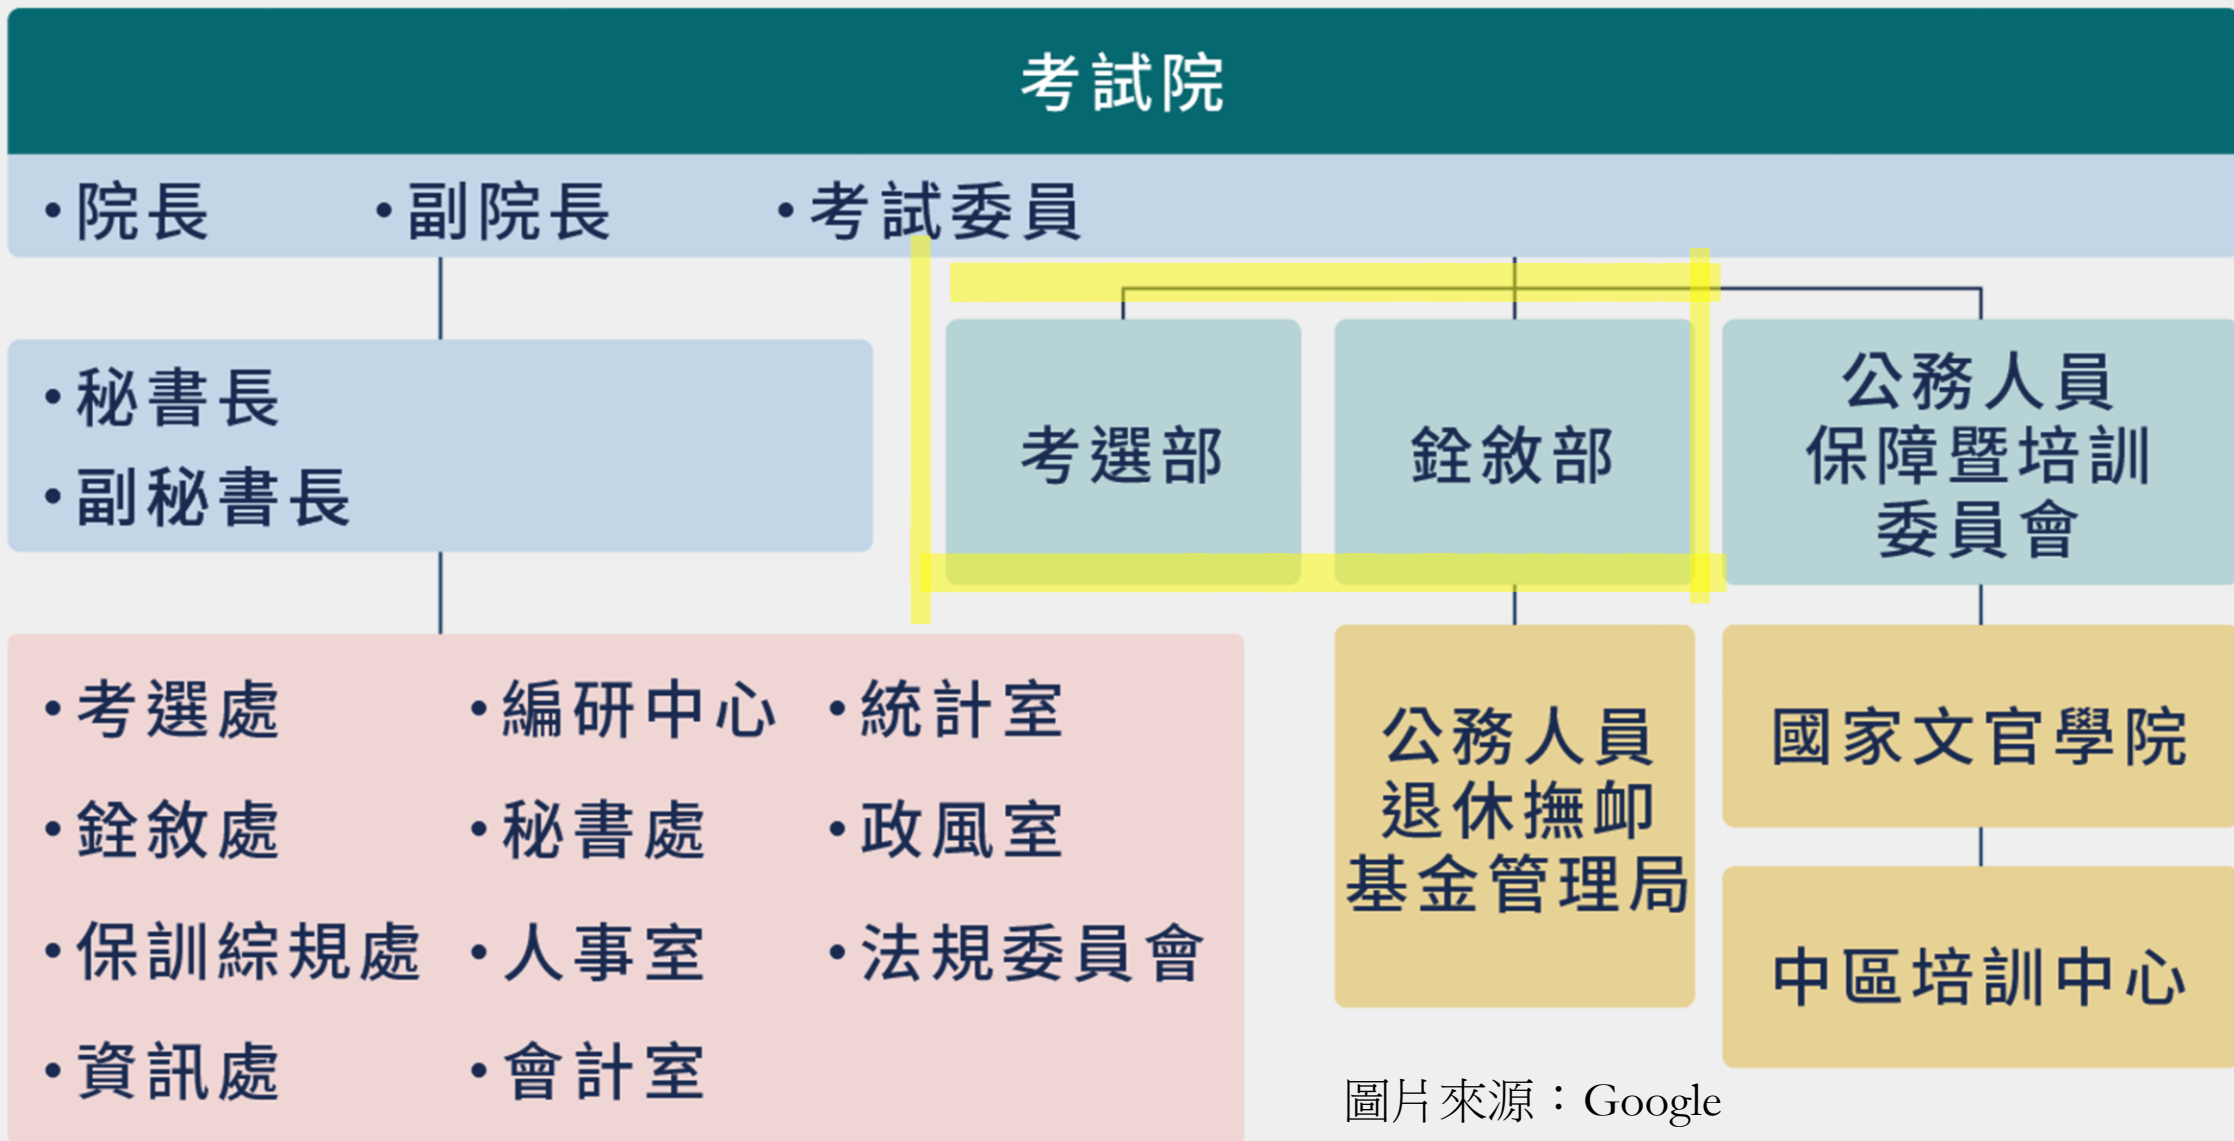 考試院
•院長 •副院長 •考試委員
•秘書長
•副秘書長
考選部
銓敘部
公務人員
保障暨培訓
委員會
•考選處 •編研中心 •統計室
•銓敘處 •秘書處 •政風室
•保訓綜規處 •人事室 •法規委員會
•資訊處 •會計室
公務人員
退休撫卹
基金管理局
國家文官學院
中區培訓中心
圖片來源：Google